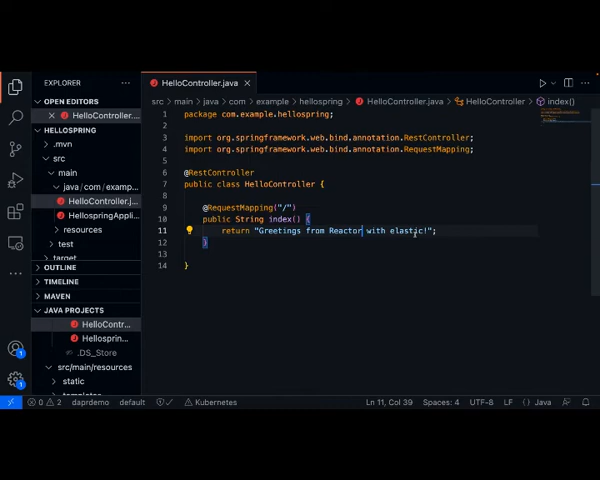 EXPLORER
HelloController.java
OPEN EDITORS
src > main > java > com > example > hellospring > HelloController.java > HelloController > index()
HelloController....
HELLOSPRING
.mvn
src
main
java / com / examp...
HelloController....
HellospringAppli...
resources
test
target
OUTLINE
TIMELINE
MAVEN
JAVA PROJECTS
HelloContr...
Hellosprin...
.DS_Store
src/main/resources
static
1 package com.example.hellospring;
2
3 import org.springframework.web.bind.annotation.RestController;
4 import org.springframework.web.bind.annotation.RequestMapping;
5
6 @RestController
7 public class HelloController {
8
9 @RequestMapping("/")
10 public String index() {
11 return "Greetings from Reactor with elastic!";
12 }
13
14 }
1
1
0 2 daprdemo default Kubernetes Ln 11, Col 39 Spaces: 4 UTF-8 LF {} Java